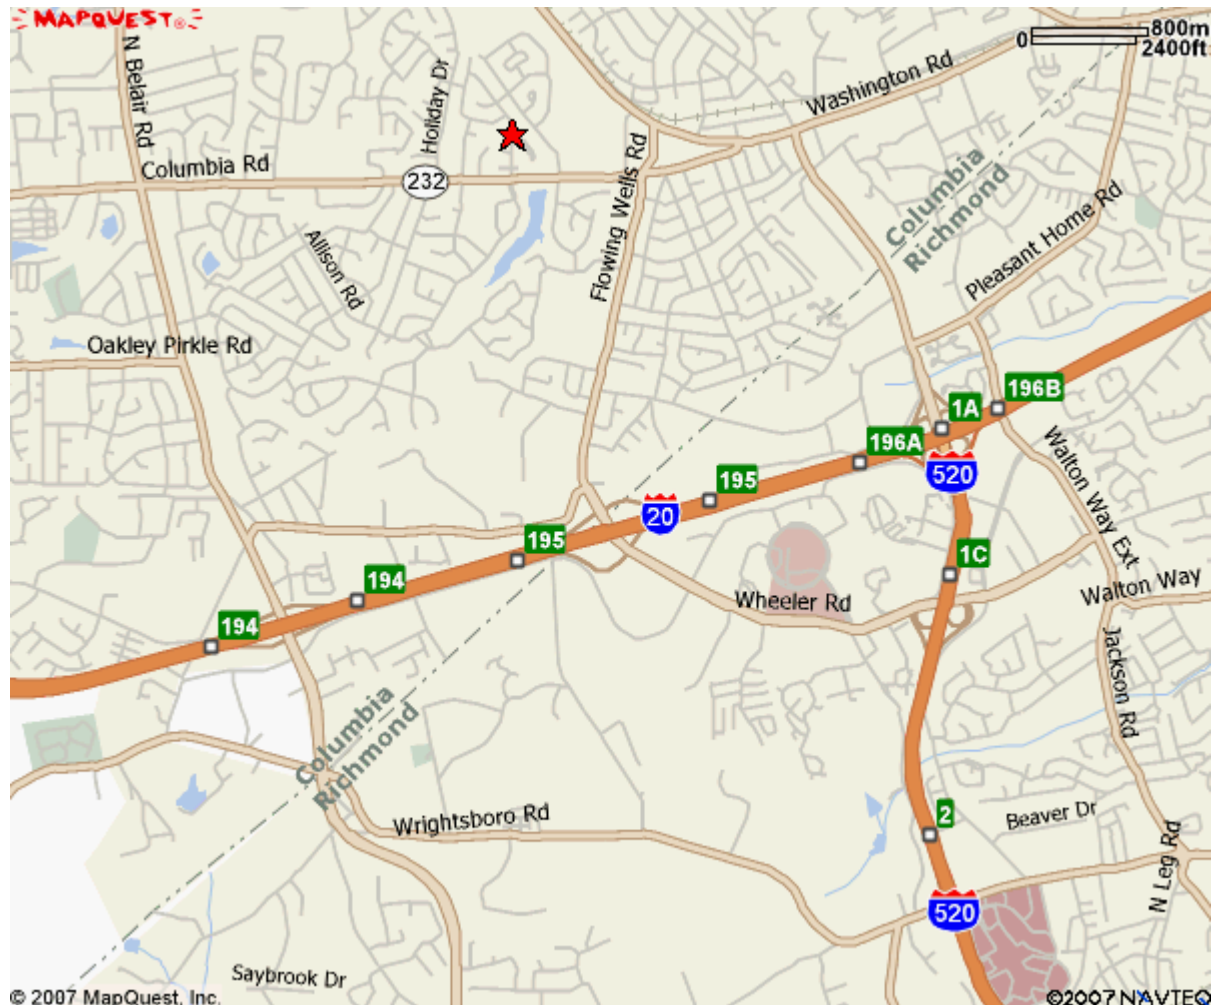 MAPQUEST®
0 800m
2400ft
N Belair Rd
Holiday Dr
Washington Rd
Columbia Rd
232
Flowing Wells Rd
Columbia
Richmond
Pleasant Home Rd
Allison Rd
Oakley Pirkle Rd
196B
1A
196A
520
Walton Way Ext
195
20
195
1C
194
Wheeler Rd
Walton Way
194
Jackson Rd
Columbia
Richmond
Wrightsboro Rd
2
Beaver Dr
N Leg Rd
520
Saybrook Dr
© 2007 MapQuest, Inc.
©2007 NAVTEQ